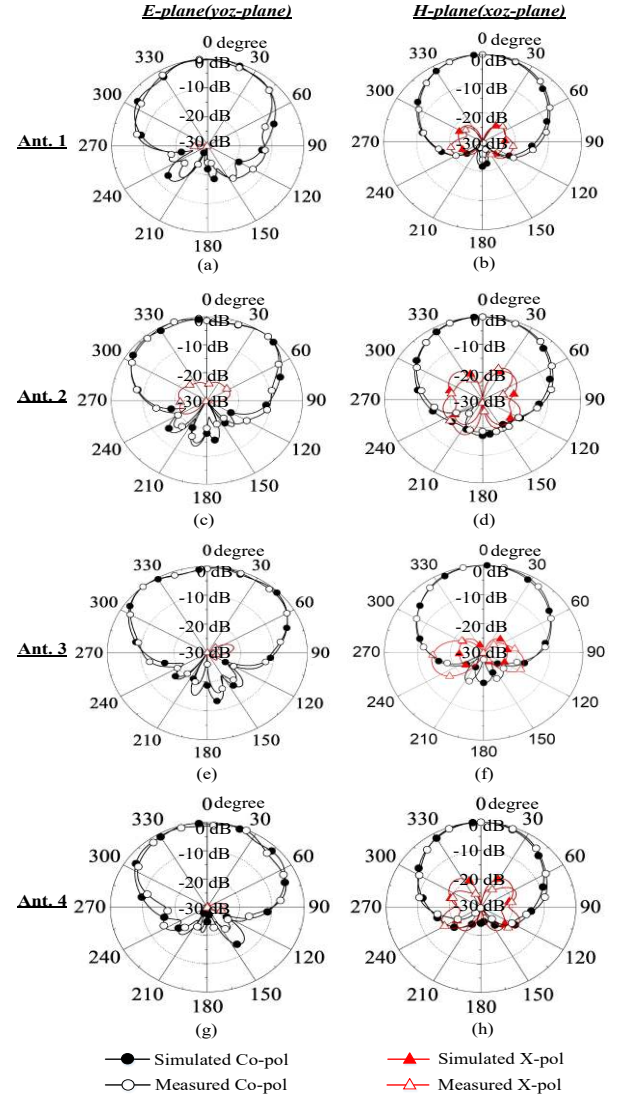 E-plane(yoz-plane) H-plane(xoz-plane)
0 degree 0 degree
330 0 dB 30 330 0 dB 30
300 -10 dB 60 300 -10 dB 60
-20 dB -20 dB
Ant. 1 270 -30 dB 90 270 -30 dB 90
240 120 240 120
210 150 210 150
180 180
(a) (b)
0 degree 0 degree
330 0 dB 30 330 0 dB 30
300 -10 dB 60 300 -10 dB 60
-20 dB -20 dB
Ant. 2 270 -30 dB 90 270 -30 dB 90
240 120 240 120
210 150 210 150
180 180
(c) (d)
0 degree 0 degree
330 0 dB 30 330 0 dB 30
300 -10 dB 60 300 -10 dB 60
-20 dB -20 dB
Ant. 3 270 -30 dB 90 270 -30 dB 90
240 120 240 120
210 150 210 150
180 180
(e) (f)
0 degree 0 degree
330 0 dB 30 330 0 dB 30
300 -10 dB 60 300 -10 dB 60
-20 dB -20 dB
Ant. 4 270 -30 dB 90 270 -30 dB 90
240 120 240 120
210 150 210 150
180 180
(g) (h)
Simulated Co-pol Simulated X-pol
Measured Co-pol Measured X-pol